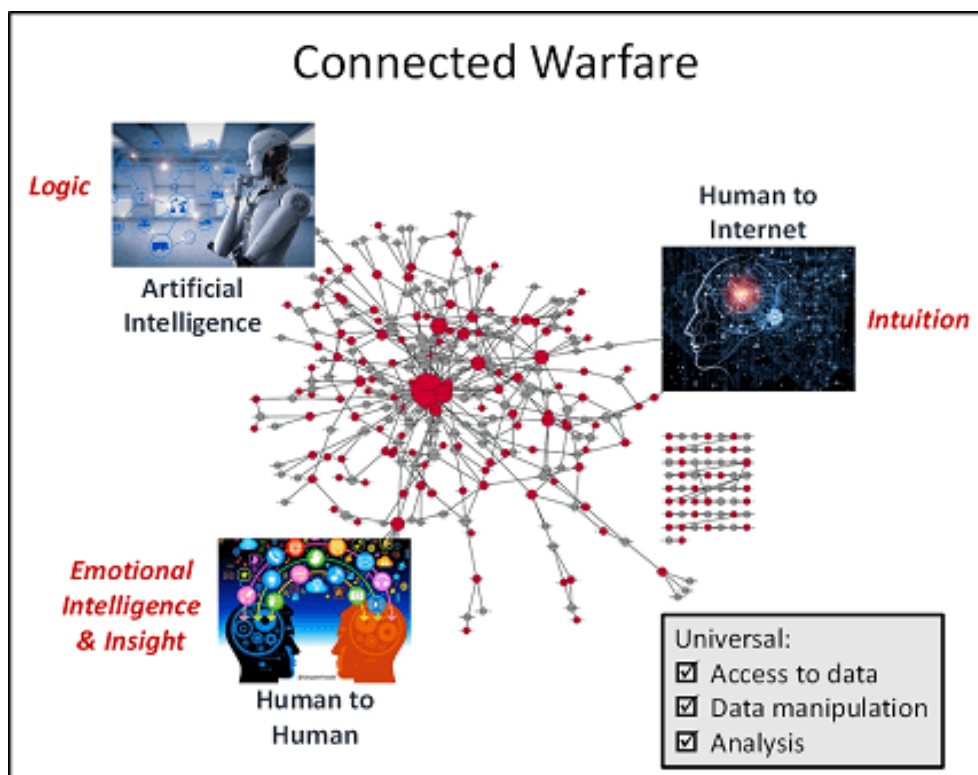 Connected Warfare
Logic
Artificial
Intelligence
Human to
Internet
Intuition
Emotional
Intelligence
& Insight
Human to
Human
Universal:
☑ Access to data
☑ Data manipulation
☑ Analysis